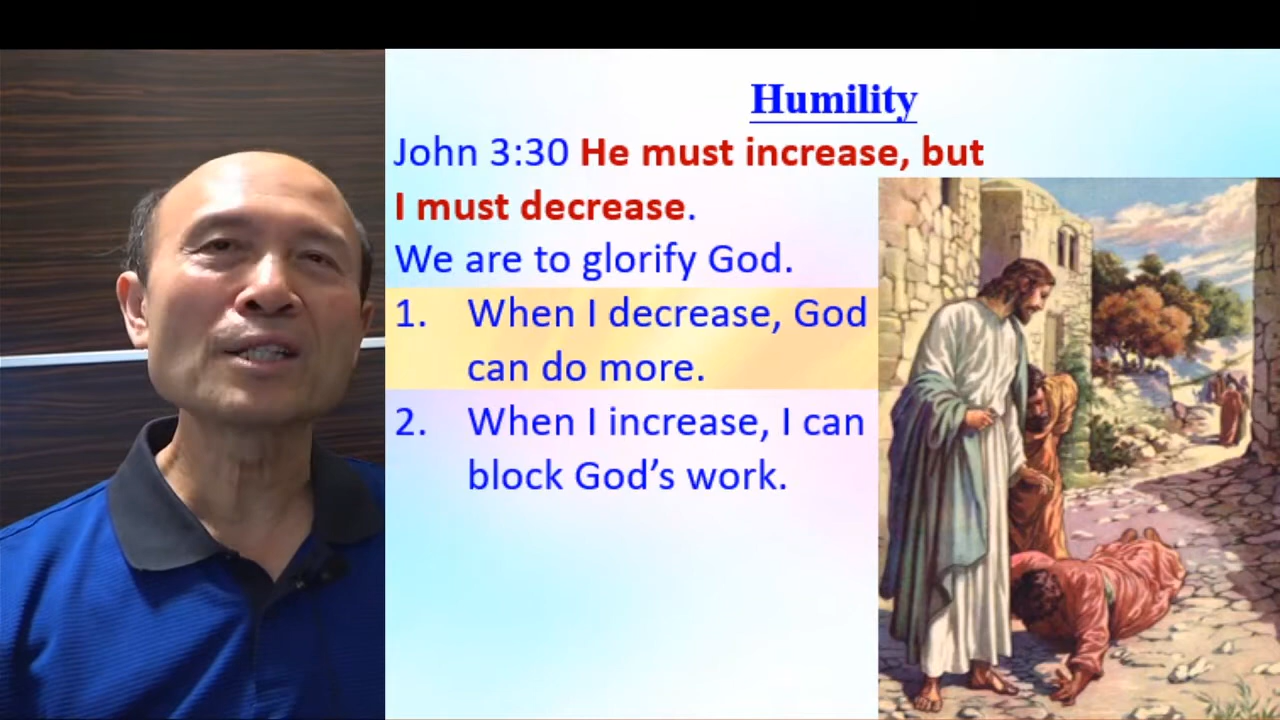 Humility
John 3:30 He must increase, but
I must decrease.
We are to glorify God.
1. When I decrease, God
can do more.
2. When I increase, I can
block God’s work.